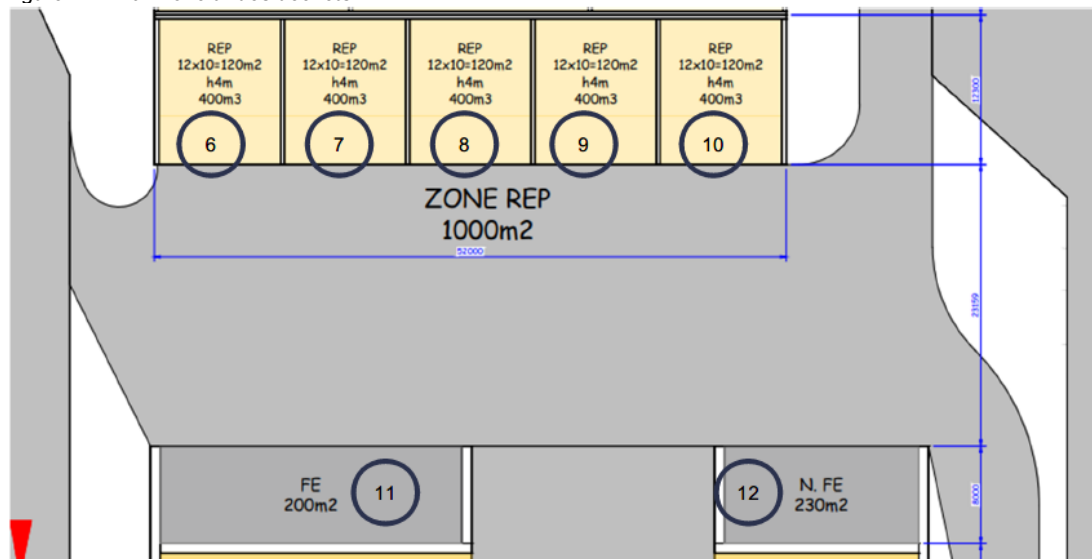 REP
12x10=120m2
h4m
400m3
6
REP
12x10=120m2
h4m
400m3
7
REP
12x10=120m2
h4m
400m3
8
REP
12x10=120m2
h4m
400m3
9
REP
12x10=120m2
h4m
400m3
10
12300
ZONE REP
1000m2
52000
23159
FE
200m2
11
12
N. FE
230m2
8000